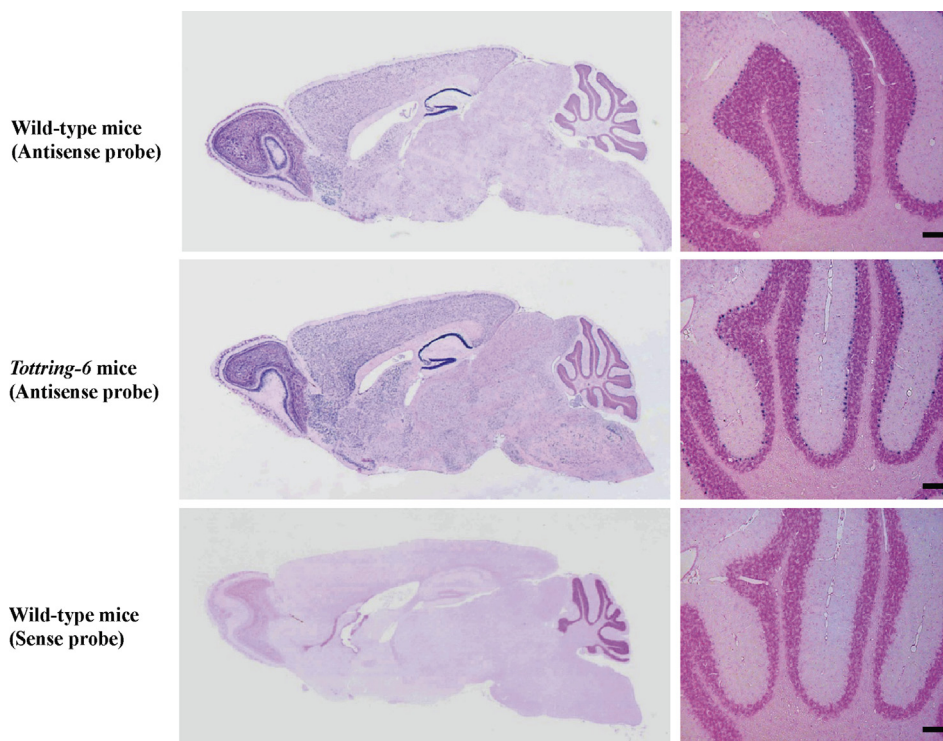 Wild-type mice
(Antisense probe)
Tottring-6 mice
(Antisense probe)
Wild-type mice
(Sense probe)